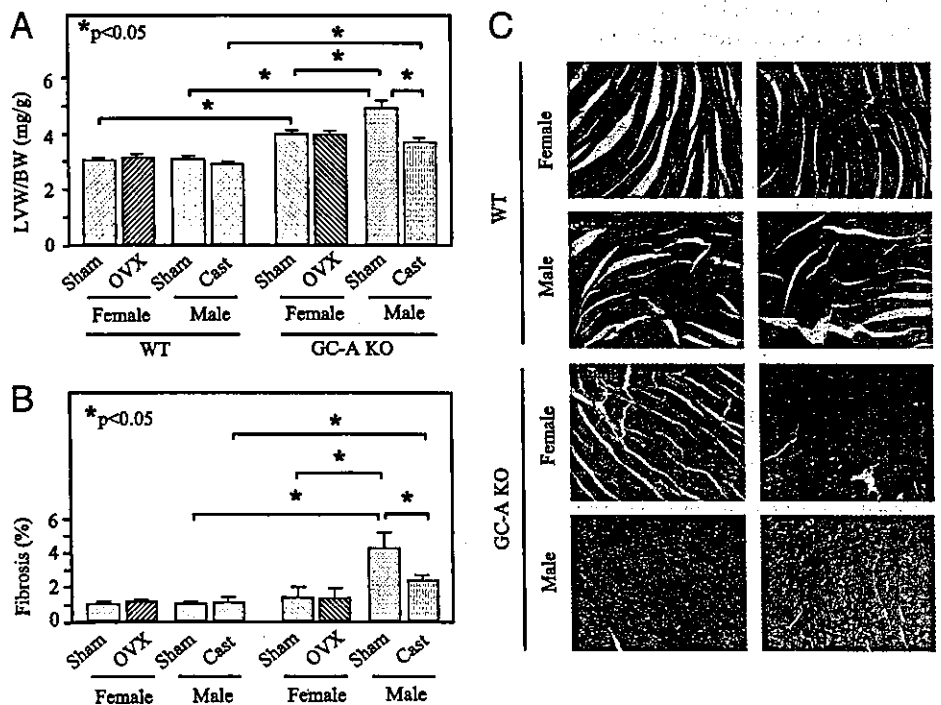 A
*p<0.05
*
*
*
*
*
LVW/BW (mg/g)
6
4
2
0
Sham OVX Sham Cast Sham OVX Sham Cast
Female Male Female Male
WT GC-A KO
B
*p<0.05
*
*
*
*
Fibrosis (%)
6
4
2
0
Sham OVX Sham Cast Sham OVX Sham Cast
Female Male Female Male
C
WT
Female
Male
GC-A KO
Female
Male